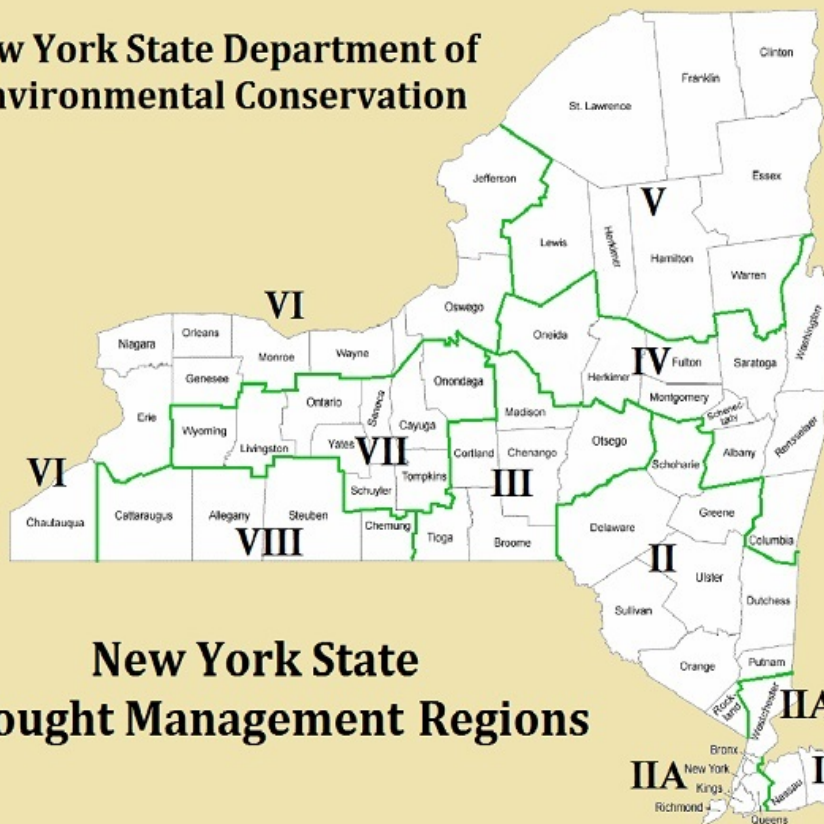 w York State Department of
nvironmental Conservation
Clinton
Franklin
St. Lawrence
Essex
Jefferson
V
Lewis
Herkimer
Hamilton
Warren
VI
Oswego
Washington
Niagara
Orleans
Monroe
Wayne
Oneida
IV
Fulton
Saratoga
Genesee
Onondaga
Herkimer
Montgomery
Ontario
Seneca
Erie
Madison
Schenec
tady
Wyoming
Cayuga
Livingston
Yates
VII
Cortland
Chenango
Otsego
Albany
Rensselaer
Schoharie
VI
Tompkins
III
Schuyler
Chautauqua
Cattaraugus
Allegany
Steuben
Chemung
VIII
Tioga
Broome
Delaware
Greene
Columbia
II
Ulster
Dutchess
Sullivan
New York State
Orange
Putnam
ought Management Regions
Rock
land
Westchester
IIA
Bronx
IIA
New York
I
Kings
Nassau
Richmond
Queens